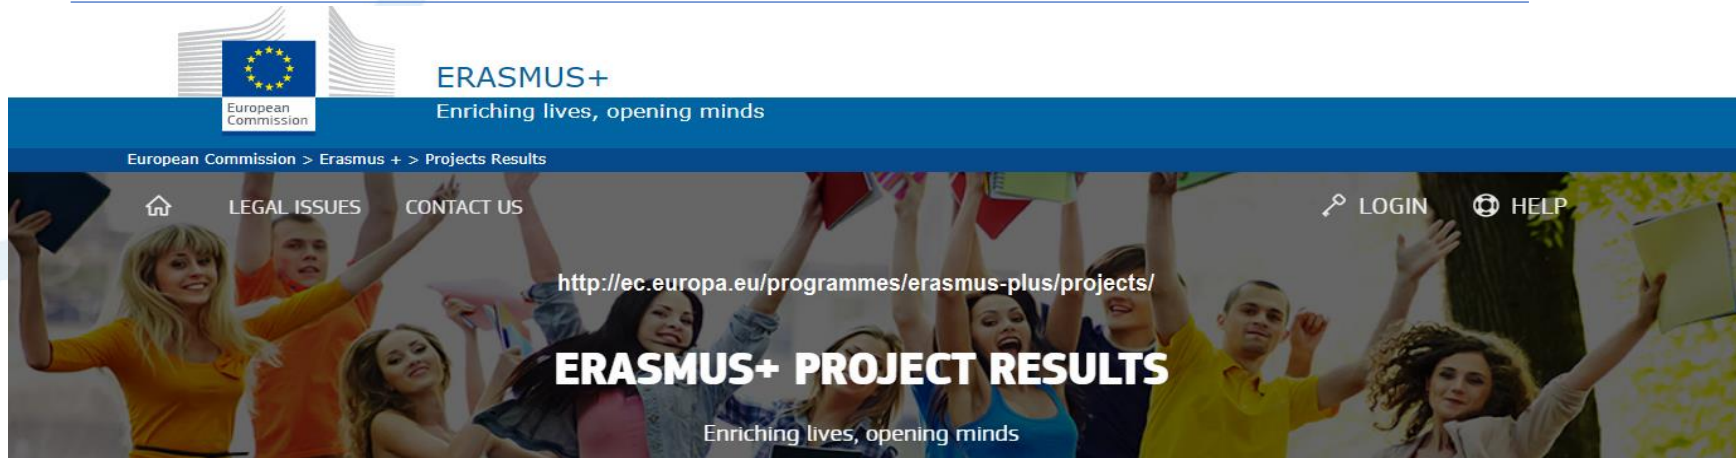 ERASMUS+
European
Commission
Enriching lives, opening minds
European Commission > Erasmus + > Projects Results
LEGAL ISSUES CONTACT US LOGIN HELP
http://ec.europa.eu/programmes/erasmus-plus/projects/
ERASMUS+ PROJECT RESULTS
Enriching lives, opening minds